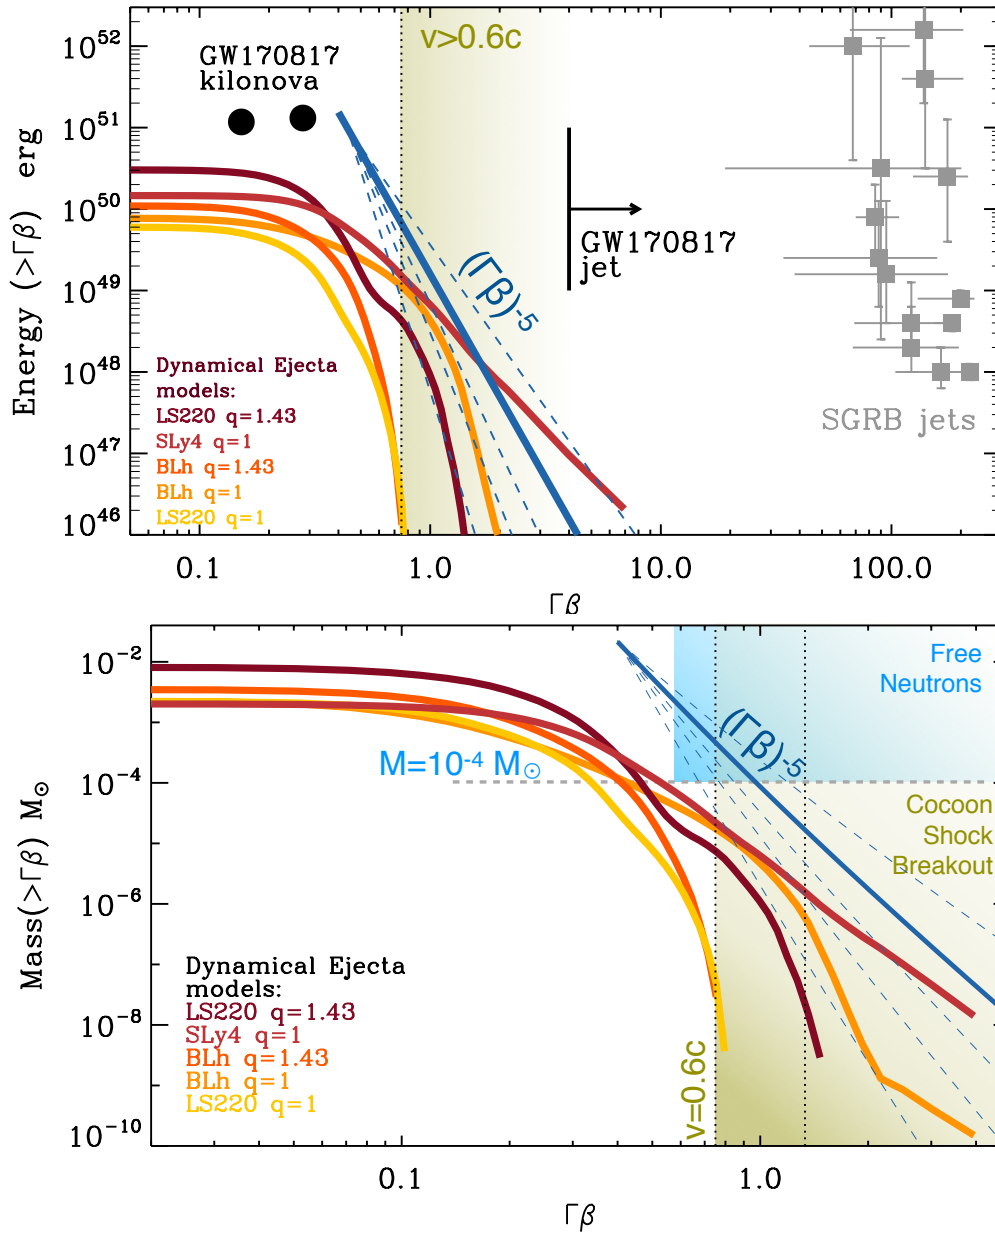 10^52
10^51
10^50
10^49
10^48
10^47
10^46
Energy (>Γβ) erg
GW170817
kilonova
v>0.6c
GW170817
jet
(Γβ)^-5
SGRB jets
Dynamical Ejecta
models:
LS220 q=1.43
SLy4 q=1
BLh q=1.43
BLh q=1
LS220 q=1
0.1
1.0
10.0
100.0
Γβ
10^-2
10^-4
10^-6
10^-8
10^-10
Mass(>Γβ) M⊙
Free
Neutrons
(Γβ)^-5
M=10^-4 M⊙
Cocoon
Shock
Breakout
Dynamical Ejecta
models:
LS220 q=1.43
SLy4 q=1
BLh q=1.43
BLh q=1
LS220 q=1
v=0.6c
0.1
1.0
Γβ